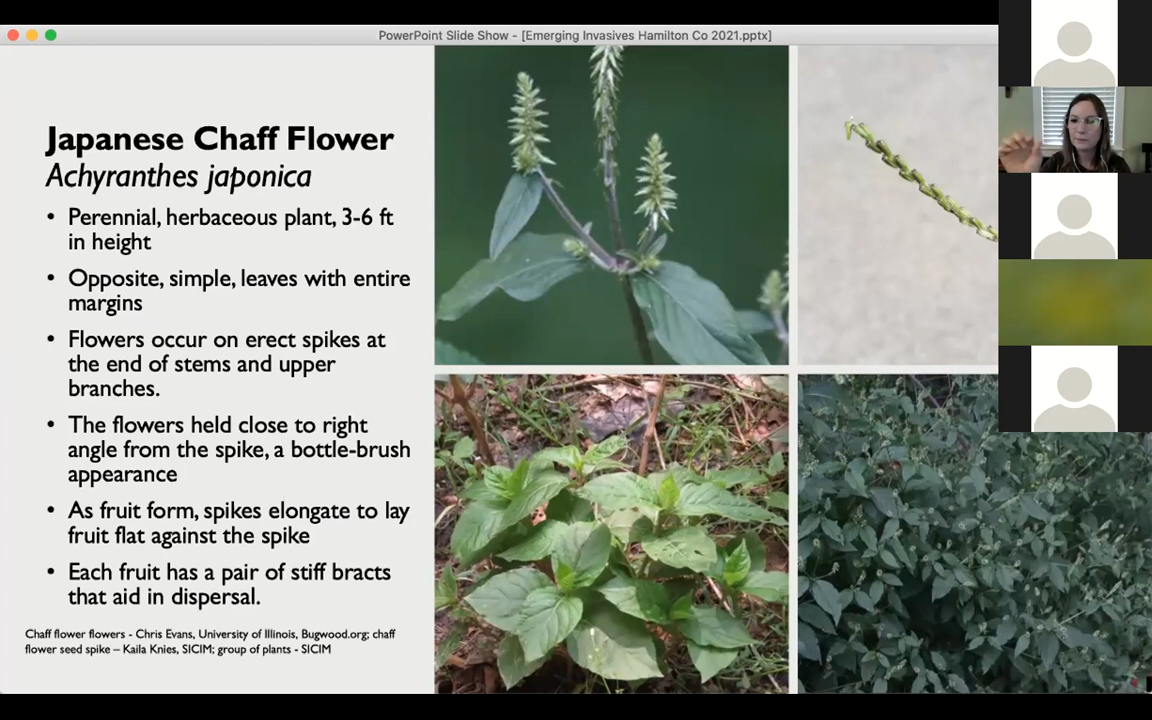 PowerPoint Slide Show - [Emerging Invasives Hamilton Co 2021.pptx]
Japanese Chaff Flower
Achyranthes japonica
• Perennial, herbaceous plant, 3-6 ft
in height
• Opposite, simple, leaves with entire
margins
• Flowers occur on erect spikes at
the end of stems and upper
branches.
• The flowers held close to right
angle from the spike, a bottle-brush
appearance
• As fruit form, spikes elongate to lay
fruit flat against the spike
• Each fruit has a pair of stiff bracts
that aid in dispersal.
Chaff flower flowers - Chris Evans, University of Illinois, Bugwood.org; chaff
flower seed spike – Kaila Knies, SICIM; group of plants - SICIM